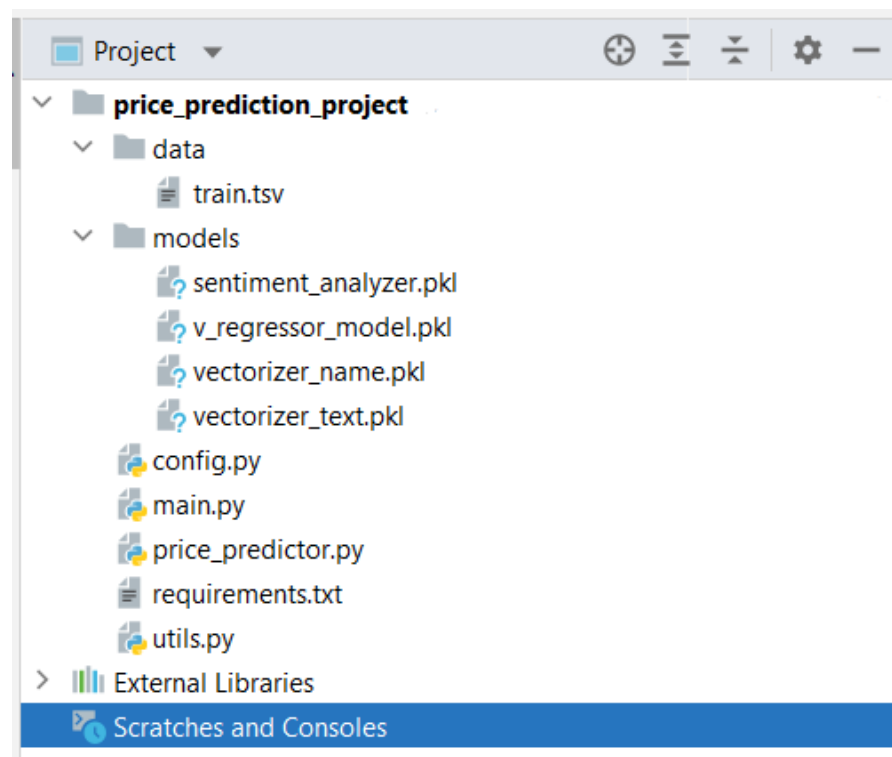 Project
price_prediction_project
data
train.tsv
models
sentiment_analyzer.pkl
v_regressor_model.pkl
vectorizer_name.pkl
vectorizer_text.pkl
config.py
main.py
price_predictor.py
requirements.txt
utils.py
External Libraries
Scratches and Consoles